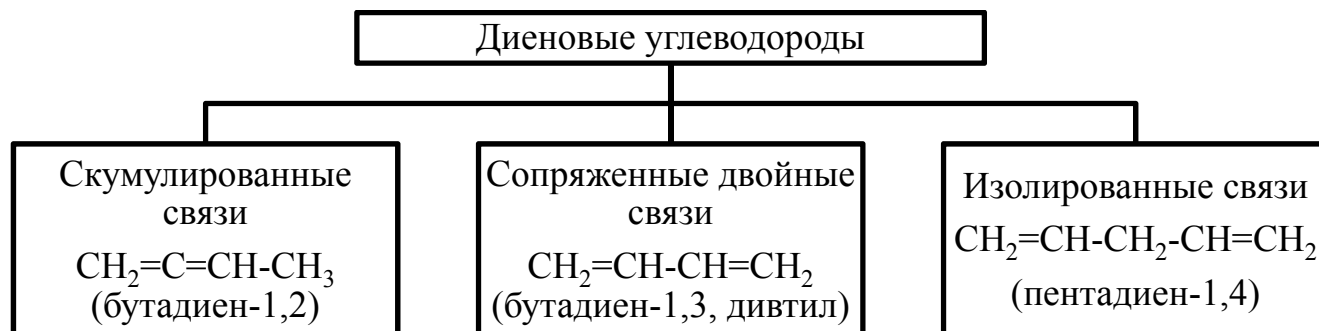 Диеновые углеводороды
Скумулированные
связи
CH₂=C=CH-CH₃
(бутадиен-1,2)
Сопряженные двойные
связи
CH₂=CH-CH=CH₂
(бутадиен-1,3, дивтил)
Изолированные связи
CH₂=CH-CH₂-CH=CH₂
(пентадиен-1,4)